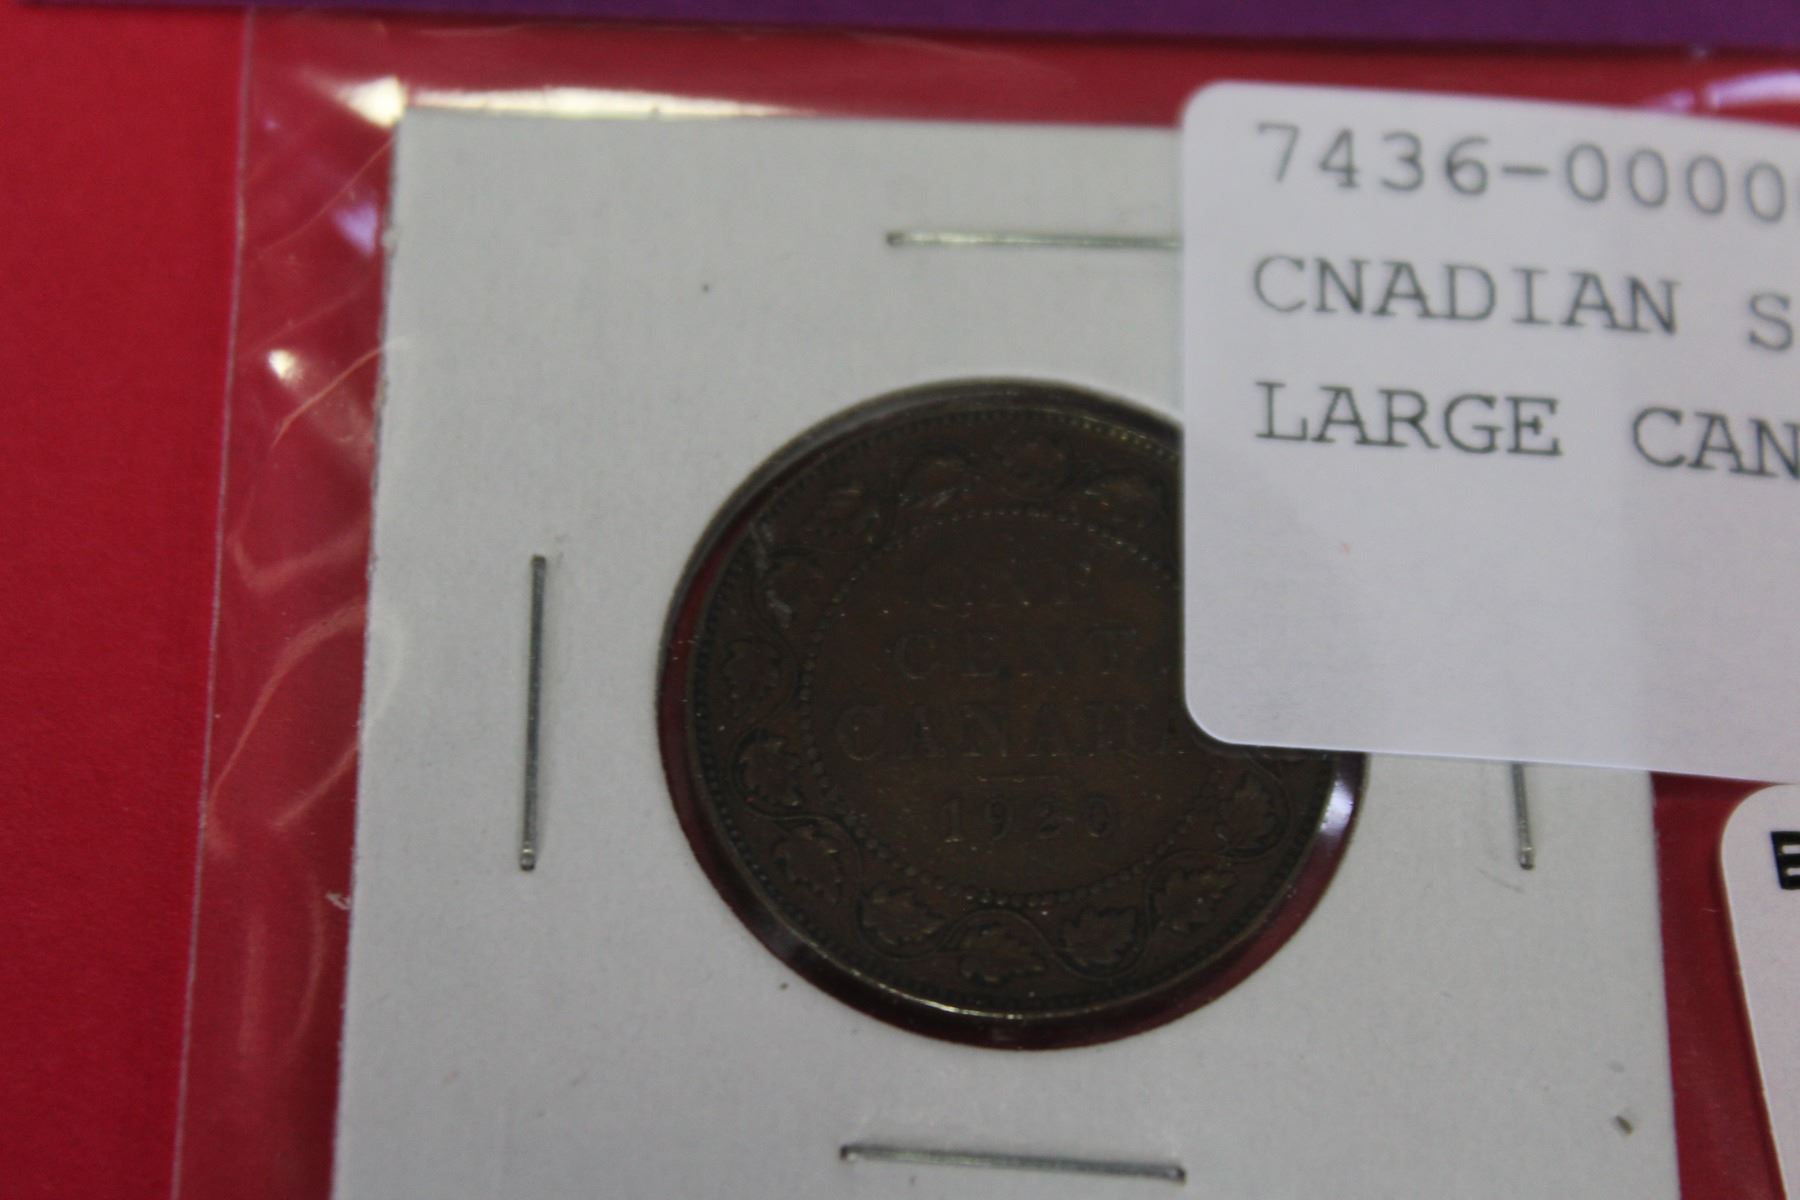 7436-0000
CNADIAN S
LARGE CAN
ONE
CENT
CANADA
1920